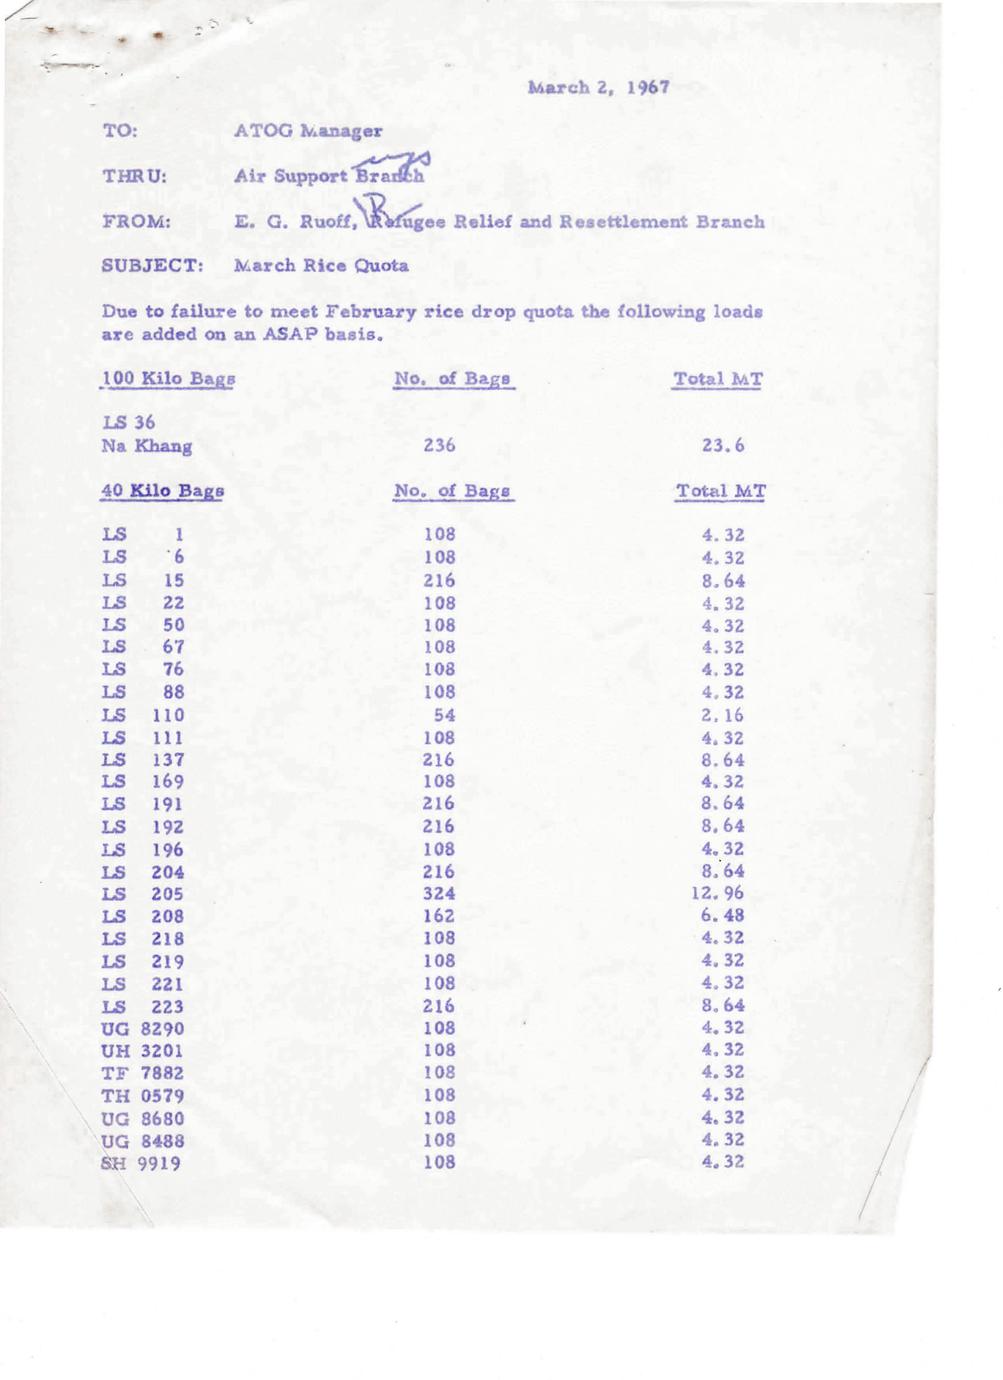 March 2, 1967
TO: ATOG Manager
THRU: Air Support Branch
FROM: E. G. Ruoff, Refugee Relief and Resettlement Branch
SUBJECT: March Rice Quota
Due to failure to meet February rice drop quota the following loads
are added on an ASAP basis.
100 Kilo Bags No. of Bags Total MT
LS 36
Na Khang 236 23.6
40 Kilo Bags No. of Bags Total MT
LS 1 108 4.32
LS 6 108 4.32
LS 15 216 8.64
LS 22 108 4.32
LS 50 108 4.32
LS 67 108 4.32
LS 76 108 4.32
LS 88 108 4.32
LS 110 54 2.16
LS 111 108 4.32
LS 137 216 8.64
LS 169 108 4.32
LS 191 216 8.64
LS 192 216 8.64
LS 196 108 4.32
LS 204 216 8.64
LS 205 324 12.96
LS 208 162 6.48
LS 218 108 4.32
LS 219 108 4.32
LS 221 108 4.32
LS 223 216 8.64
UG 8290 108 4.32
UH 3201 108 4.32
TF 7882 108 4.32
TH 0579 108 4.32
UG 8680 108 4.32
UG 8488 108 4.32
SH 9919 108 4.32